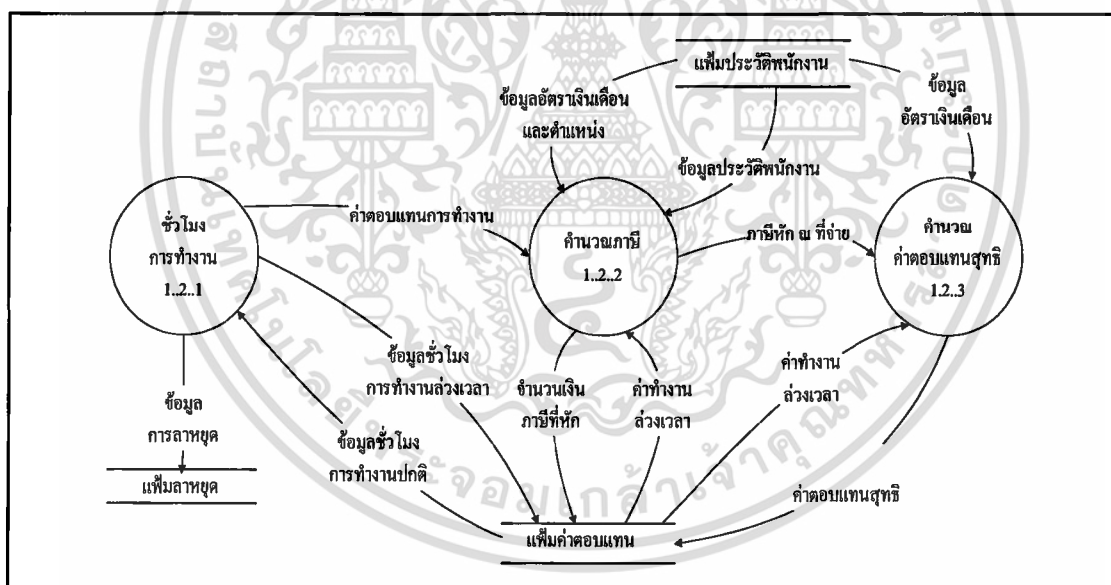 แฟ้มประวัติพนักงาน
ข้อมูลอัตราเงินเดือน
และตำแหน่ง
ข้อมูล
อัตราเงินเดือน
ข้อมูลประวัติพนักงาน
ชั่วโมง
การทำงาน
1..2..1
ค่าตอบแทนการทำงาน
คำนวณภาษี
1.2..2
ภาษีหัก ณ ที่จ่าย
คำนวณ
ค่าตอบแทนสุทธิ
1.2..3
ข้อมูล
การลาหยุด
แฟ้มลาหยุด
ข้อมูลชั่วโมง
การทำงานล่วงเวลา
ข้อมูลชั่วโมง
การทำงานปกติ
จำนวนเงิน
ภาษีที่หัก
ค่าทำงาน
ล่วงเวลา
ค่าทำงาน
ล่วงเวลา
ค่าตอบแทนสุทธิ
แฟ้มค่าตอบแทน